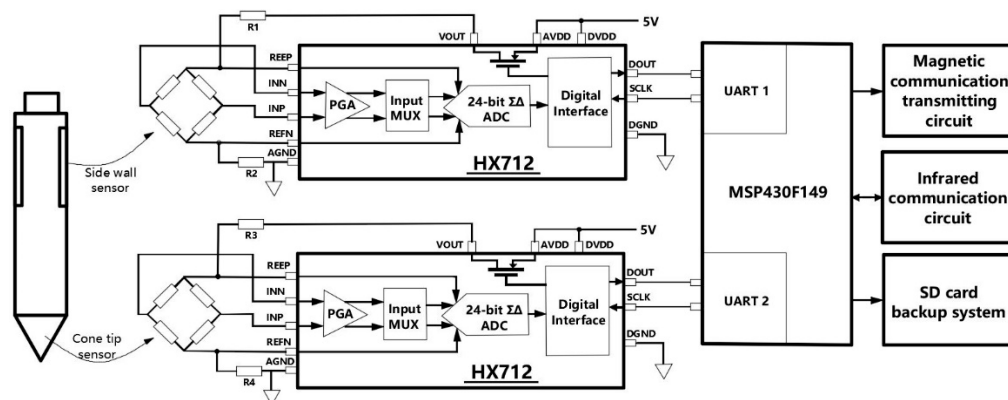 R1
5V
VOUT
AVDD
DVDD
REEP
INN
INP
REFN
AGND
R2
PGA
Input
MUX
24-bit ΣΔ
ADC
Digital
Interface
DOUT
SCLK
DGND
HX712
Side wall
sensor
R3
5V
VOUT
AVDD
DVDD
REEP
INN
INP
REFN
AGND
R4
PGA
Input
MUX
24-bit ΣΔ
ADC
Digital
Interface
DOUT
SCLK
DGND
HX712
Cone tip
sensor
UART 1
MSP430F149
UART 2
Magnetic
communication
transmitting
circuit
Infrared
communication
circuit
SD card
backup system